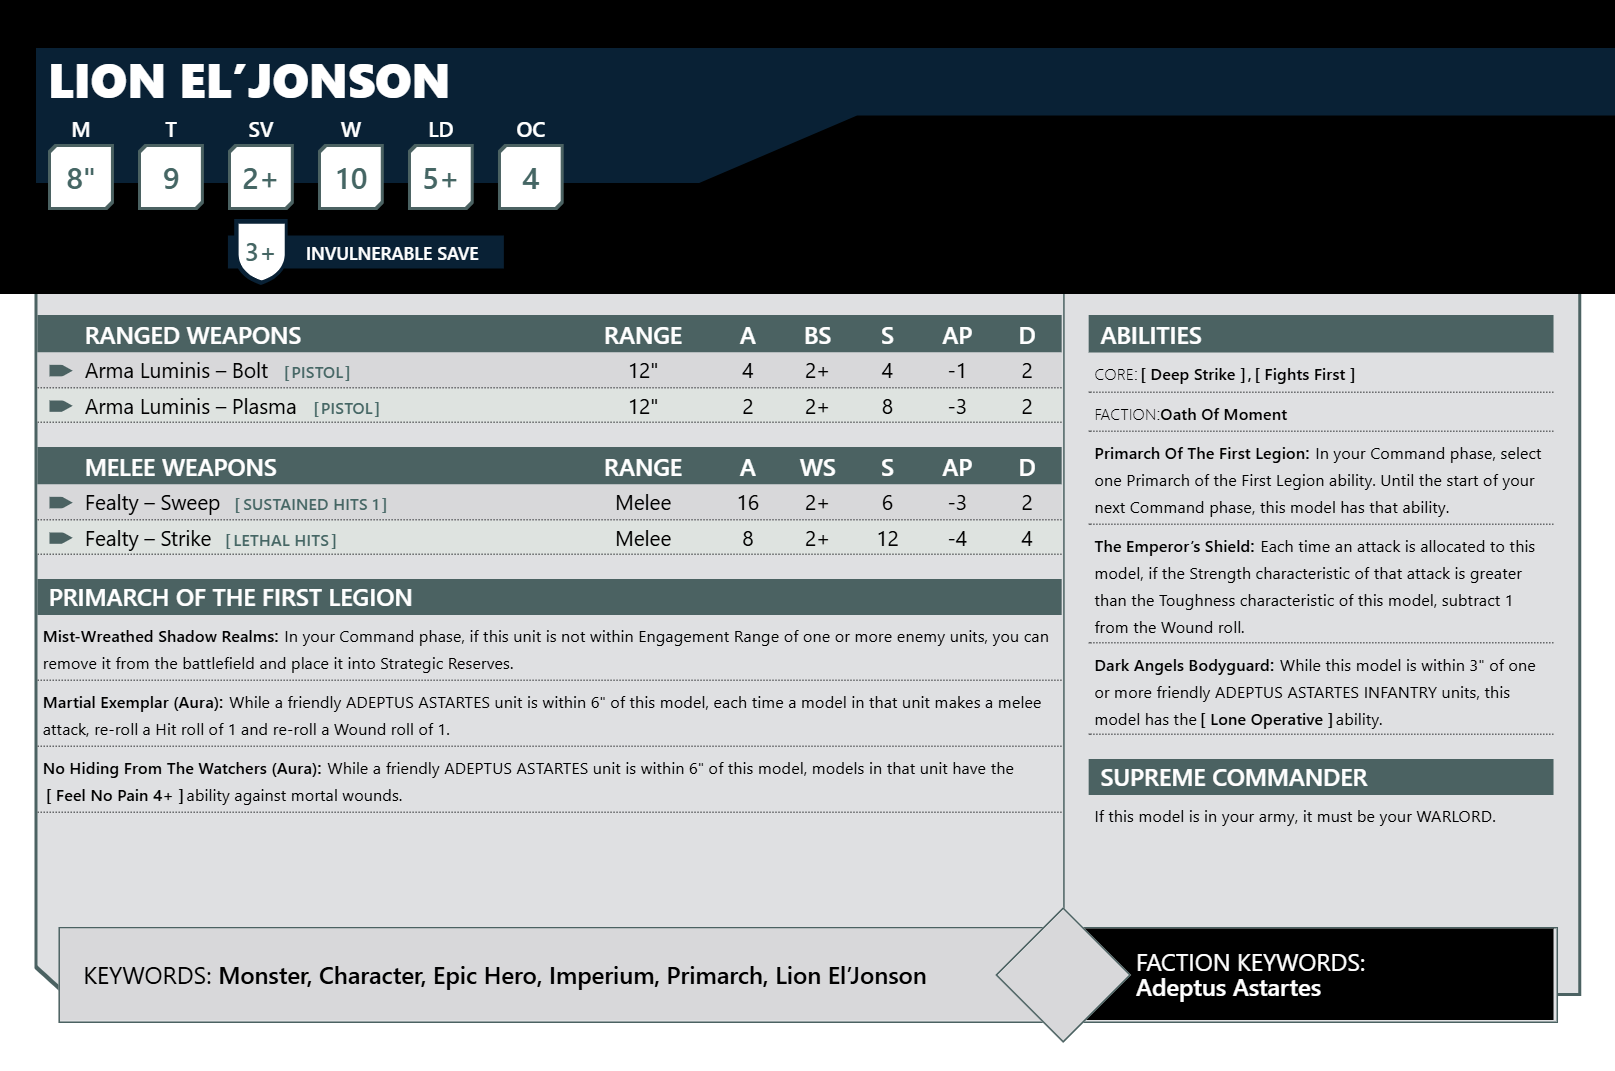 LION EL’JONSON
M T SV W LD OC
8" 9 2+ 10 5+ 4
3+ INVULNERABLE SAVE
RANGED WEAPONS RANGE A BS S AP D
Arma Luminis – Bolt [PISTOL] 12" 4 2+ 4 -1 2
Arma Luminis – Plasma [PISTOL] 12" 2 2+ 8 -3 2
MELEE WEAPONS RANGE A WS S AP D
Fealty – Sweep [SUSTAINED HITS 1] Melee 16 2+ 6 -3 2
Fealty – Strike [LETHAL HITS] Melee 8 2+ 12 -4 4
PRIMARCH OF THE FIRST LEGION
Mist-Wreathed Shadow Realms: In your Command phase, if this unit is not within Engagement Range of one or more enemy units, you can
remove it from the battlefield and place it into Strategic Reserves.
Martial Exemplar (Aura): While a friendly ADEPTUS ASTARTES unit is within 6" of this model, each time a model in that unit makes a melee
attack, re-roll a Hit roll of 1 and re-roll a Wound roll of 1.
No Hiding From The Watchers (Aura): While a friendly ADEPTUS ASTARTES unit is within 6" of this model, models in that unit have the
[ Feel No Pain 4+ ] ability against mortal wounds.
ABILITIES
CORE: [ Deep Strike ] , [ Fights First ]
FACTION:Oath Of Moment
Primarch Of The First Legion: In your Command phase, select
one Primarch of the First Legion ability. Until the start of your
next Command phase, this model has that ability.
The Emperor’s Shield: Each time an attack is allocated to this
model, if the Strength characteristic of that attack is greater
than the Toughness characteristic of this model, subtract 1
from the Wound roll.
Dark Angels Bodyguard: While this model is within 3" of one
or more friendly ADEPTUS ASTARTES INFANTRY units, this
model has the [ Lone Operative ] ability.
SUPREME COMMANDER
If this model is in your army, it must be your WARLORD.
KEYWORDS: Monster, Character, Epic Hero, Imperium, Primarch, Lion El’Jonson
FACTION KEYWORDS:
Adeptus Astartes